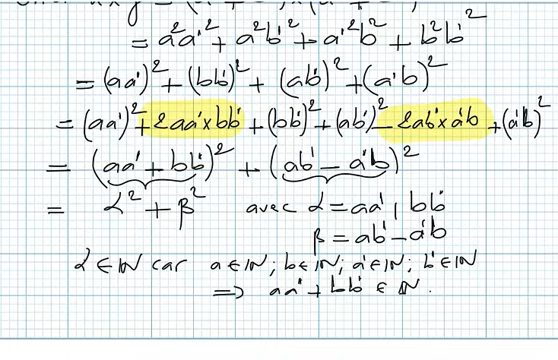 = a²a'² + a²b'² + a'²b² + b²b'²
= (aa')² + (bb')² + (ab')² + (a'b)²
= (aa')² + 2aa' × bb' + (bb')² + (ab')² - 2ab' × a'b + (a'b)²
= (aa' + bb')² + (ab' - a'b)²
= α² + β² avec α = aa' + bb'
β = ab' - a'b
α ∈ ℕ car a ∈ ℕ ; b ∈ ℕ ; a' ∈ ℕ ; b' ∈ ℕ
⟹ aa' + bb' ∈ ℕ.